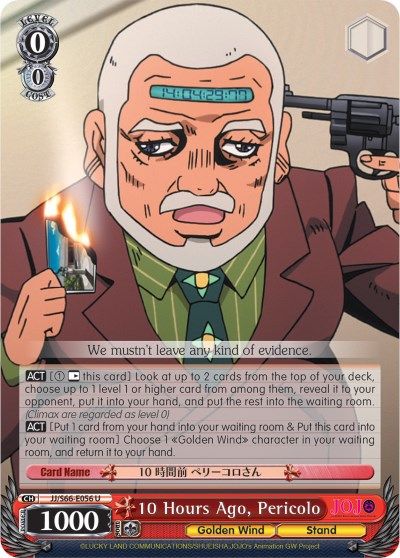 LEVEL
0
0
COST
14:04:29:77
We mustn't leave any kind of evidence.
ACT [① this card] Look at up to 2 cards from the top of your deck,
choose up to 1 level 1 or higher card from among them, reveal it to your
opponent, put it into your hand, and put the rest into the waiting room.
(Climax are regarded as level 0)
ACT [Put 1 card from your hand into your waiting room & Put this card
into your waiting room] Choose 1 «Golden Wind» character in your waiting
room, and return it to your hand.
Card Name 10 時間前 ペリーコロさん
CH JJ/S66-E056 U
POWER 1000 SOUL 10 Hours Ago, Pericolo JOJO
Golden Wind Stand
©LUCKY LAND COMMUNICATIONS/SHUEISHA,JOJO's Animation GW Project